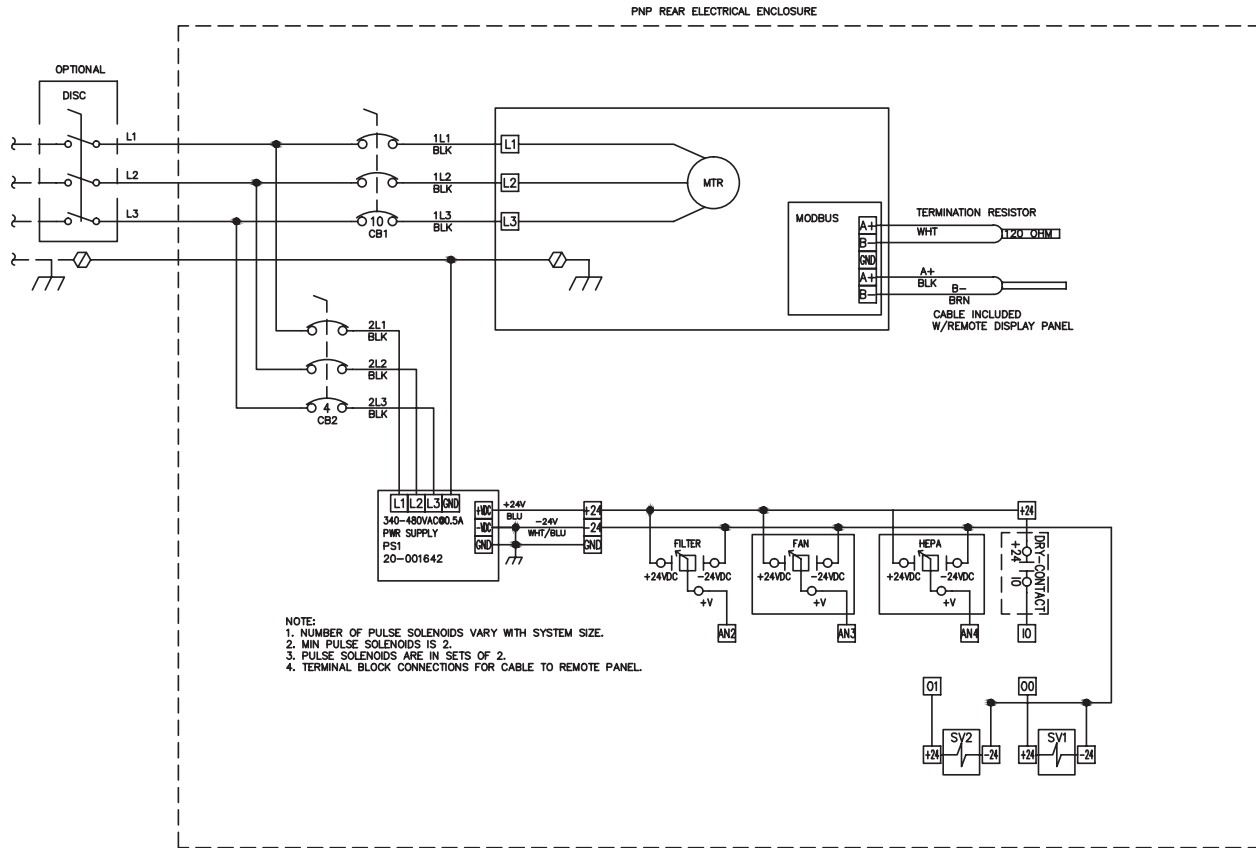 PNP REAR ELECTRICAL ENCLOSURE
OPTIONAL
DISC
L1
L2
L3
1L1
BLK
1L2
BLK
1L3
BLK
10
CB1
L1
L2
L3
MTR
MODBUS
A+
B-
GND
A+
B-
TERMINATION RESISTOR
WHT
120 OHM
A+
BLK
B-
BRN
CABLE INCLUDED
W/REMOTE DISPLAY PANEL
2L1
BLK
2L2
BLK
2L3
BLK
4
CB2
L1 L2 L3 GND
340-480VAC@0.5A
PWR SUPPLY
PS1
20-001642
+VDC
-VDC
GND
+24V
BLU
-24V
WHT/BLU
+24
-24
GND
FILTER
+24VDC
-24VDC
+V
AN2
FAN
+24VDC
-24VDC
+V
AN3
HEPA
+24VDC
-24VDC
+V
AN4
+24
DRY-CONTACT
+24
I0
I0
NOTE:
1. NUMBER OF PULSE SOLENOIDS VARY WITH SYSTEM SIZE.
2. MIN PULSE SOLENOIDS IS 2.
3. PULSE SOLENOIDS ARE IN SETS OF 2.
4. TERMINAL BLOCK CONNECTIONS FOR CABLE TO REMOTE PANEL.
O1
O0
SV2
+24
-24
SV1
+24
-24